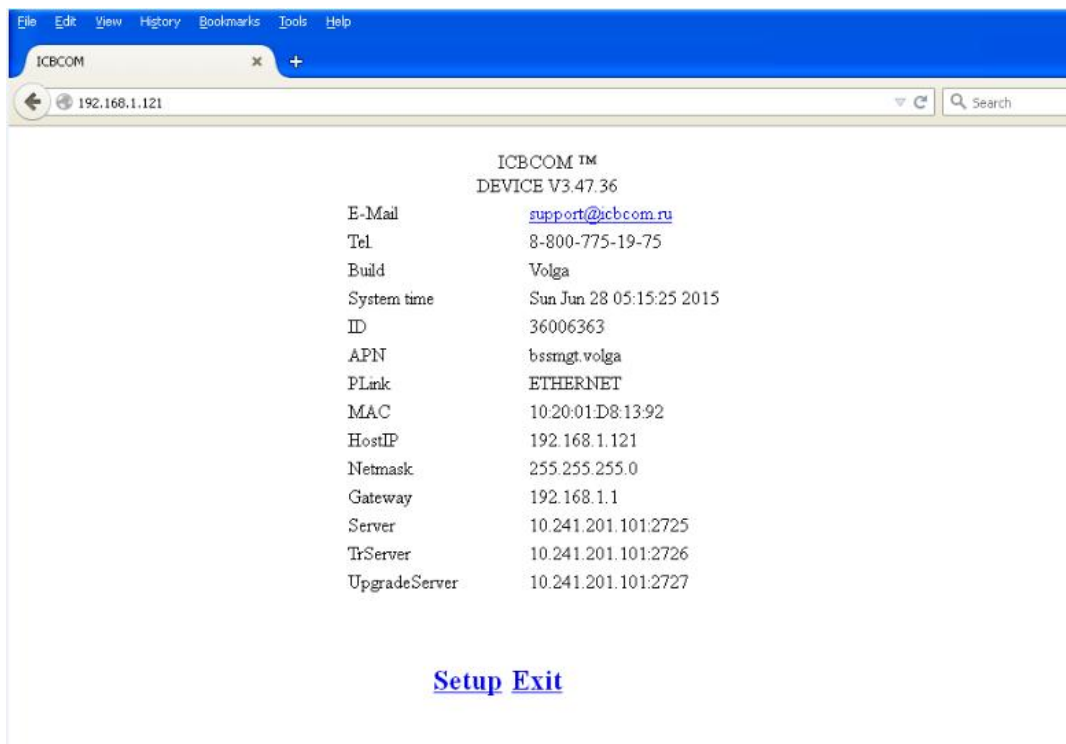 File Edit View History Bookmarks Tools Help
ICBCOM
192.168.1.121 Search
ICBCOM ™
DEVICE V3.47.36
E-Mail support@icbcom.ru
Tel. 8-800-775-19-75
Build Volga
System time Sun Jun 28 05:15:25 2015
ID 36006363
APN bssmgt.volga
PLink ETHERNET
MAC 10:20:01:D8:13:92
HostIP 192.168.1.121
Netmask 255.255.255.0
Gateway 192.168.1.1
Server 10.241.201.101:2725
TrServer 10.241.201.101:2726
UpgradeServer 10.241.201.101:2727
Setup Exit